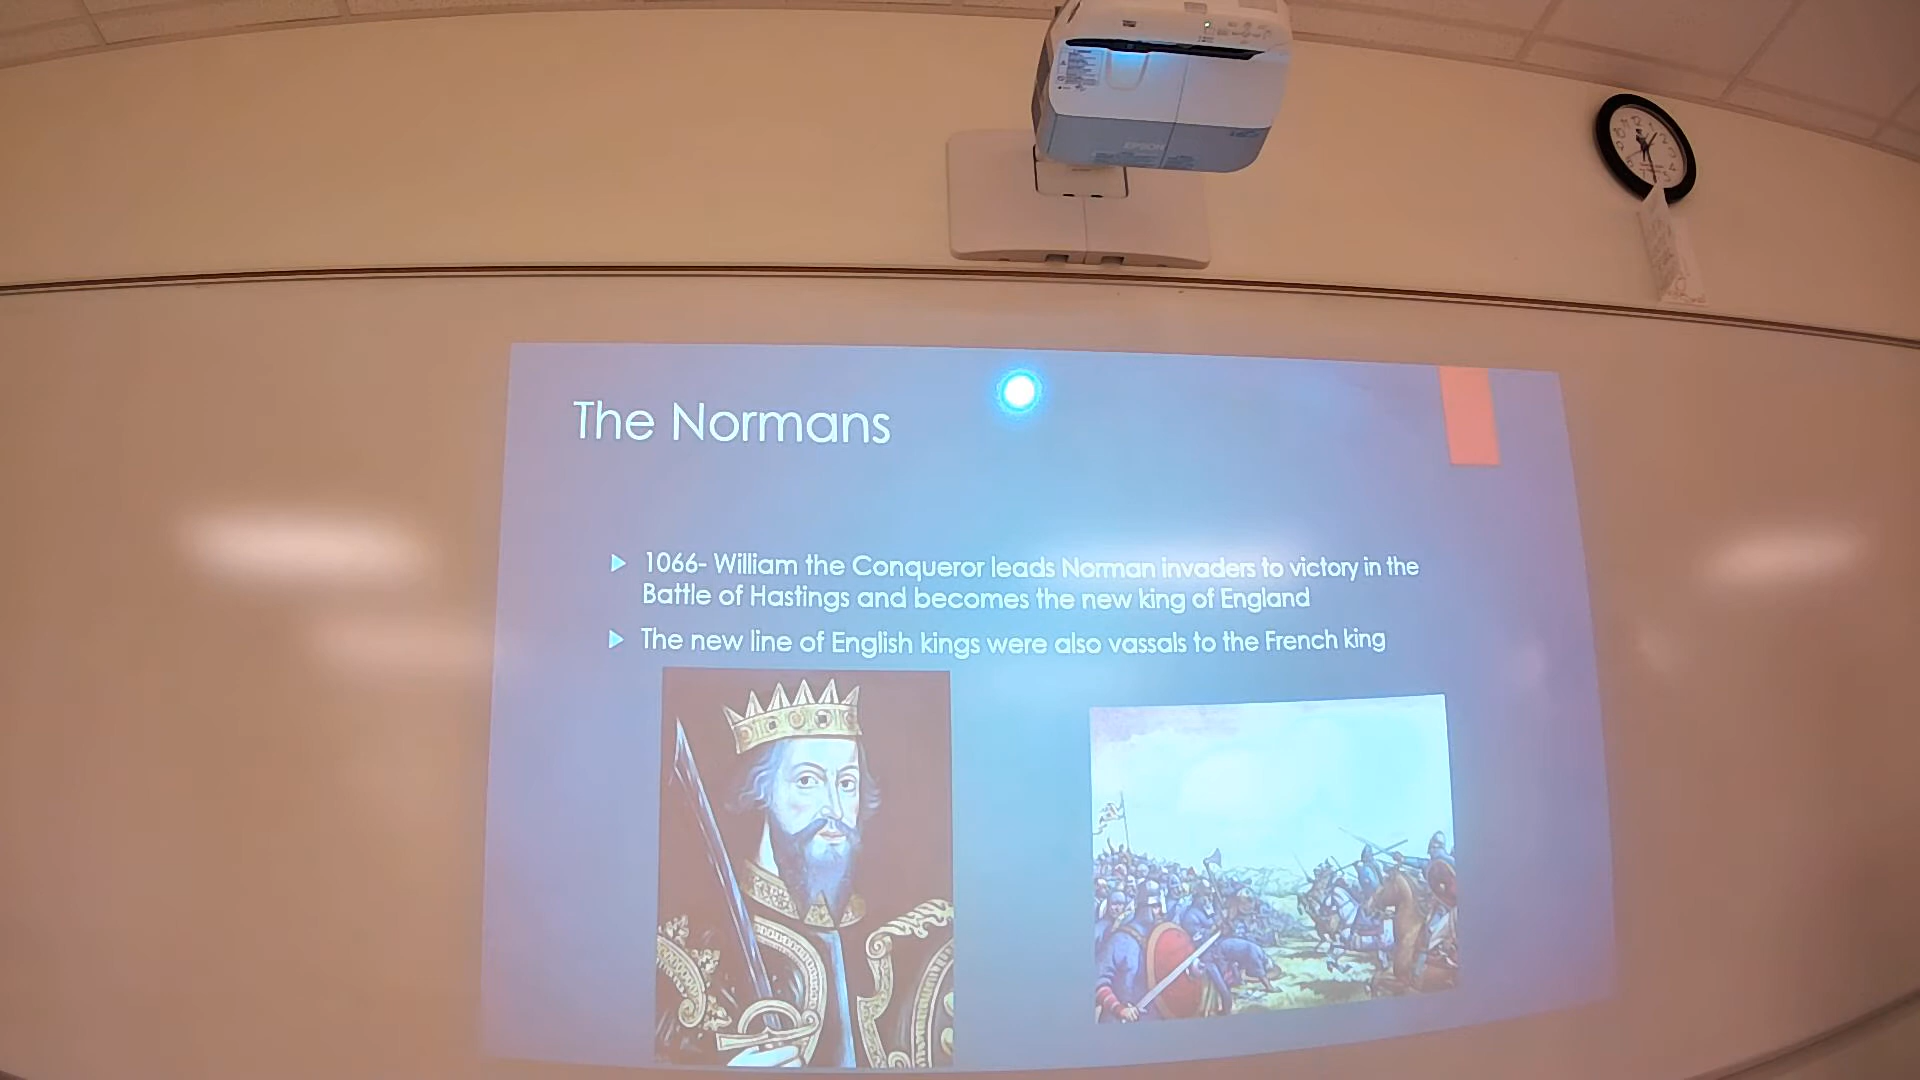 EPSON
The Normans
1066- William the Conqueror leads Norman invaders to victory in the
Battle of Hastings and becomes the new king of England
The new line of English kings were also vassals to the French king